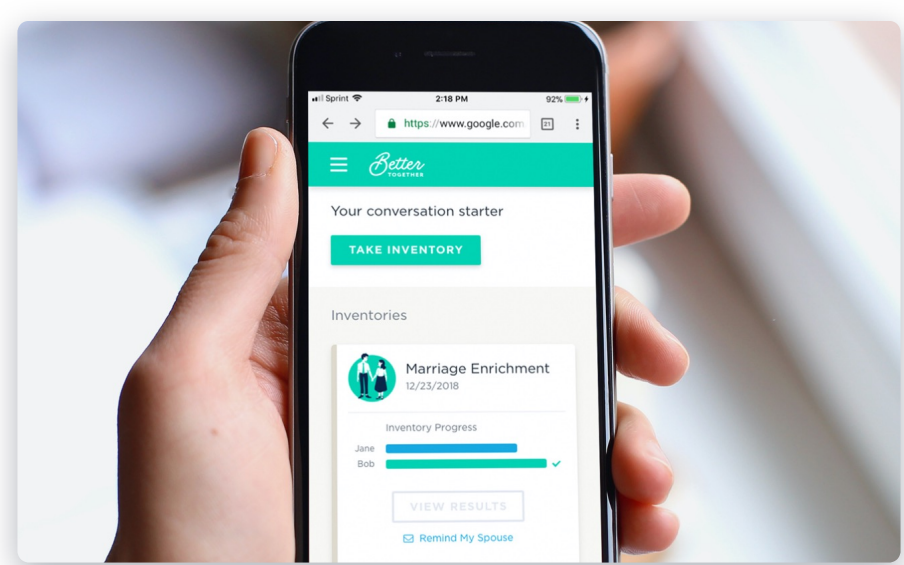 Sprint 2:18 PM 92%
https://www.google.com
21
Better
TOGETHER
Your conversation starter
TAKE INVENTORY
Inventories
Marriage Enrichment
12/23/2018
Inventory Progress
Jane
Bob
VIEW RESULTS
Remind My Spouse